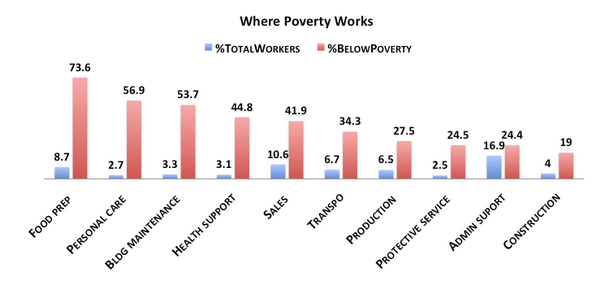 Where Poverty Works
%TOTALWORKERS %BELOWPOVERTY
73.6
56.9
53.7
44.8
41.9
34.3
27.5
24.5
24.4
19
8.7
2.7
3.3
3.1
10.6
6.7
6.5
2.5
16.9
4
FOOD PREP
PERSONAL CARE
BLDG MAINTENANCE
HEALTH SUPPORT
SALES
TRANSPO
PRODUCTION
PROTECTIVE SERVICE
ADMIN SUPORT
CONSTRUCTION